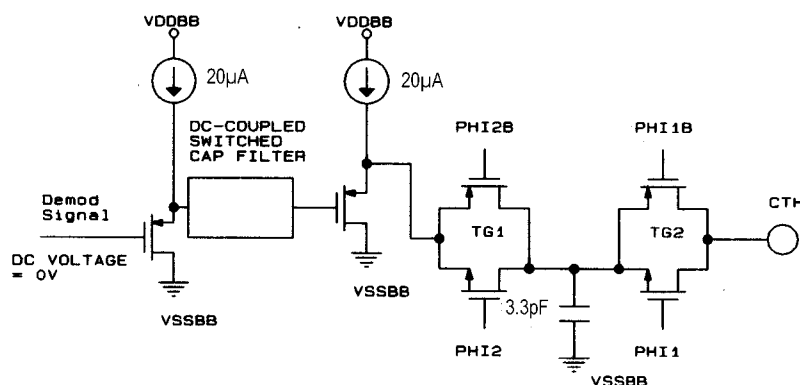 VDDBB
VDDBB
20µA
20µA
DC-COUPLED
SWITCHED
CAP FILTER
PHI2B
PHI1B
Demod
Signal
CTH
TG1
TG2
DC VOLTAGE
= 0V
VSSBB
VSSBB
3.3pF
PHI2
PHI1
VSSBB